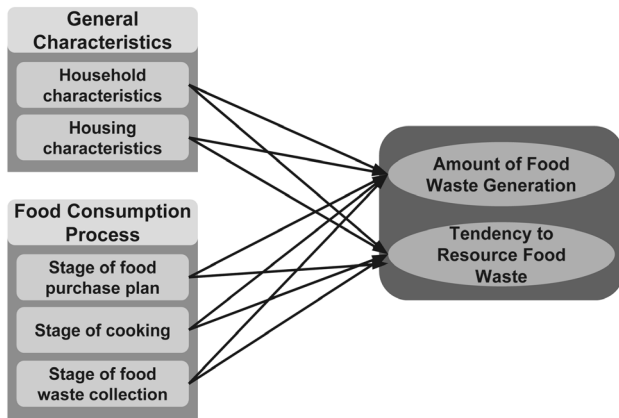 General
Characteristics
Household
characteristics
Housing
characteristics
Food Consumption
Process
Stage of food
purchase plan
Stage of cooking
Stage of food
waste collection
Amount of Food
Waste Generation
Tendency to
Resource Food
Waste